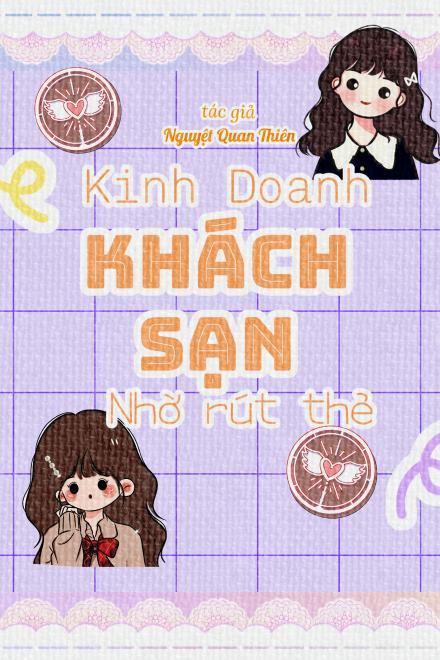 tác giả
Nguyệt Quan Thiên
Kinh Doanh
KHÁCH
SẠN
Nhờ rút thẻ